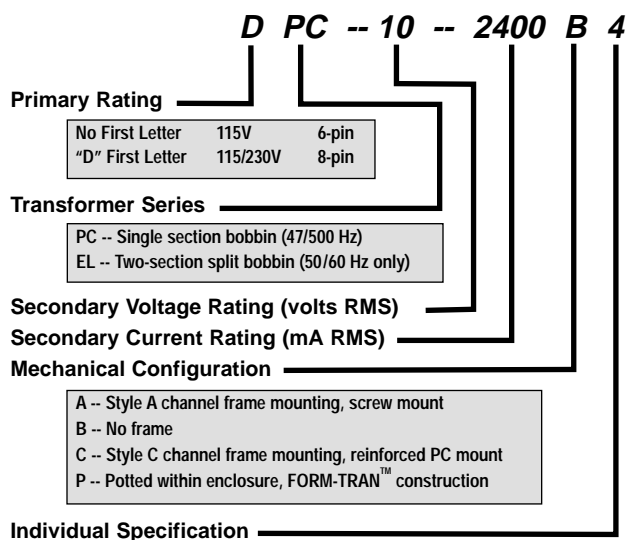 D PC -- 10 -- 2400 B 4
Primary Rating
No First Letter 115V 6-pin
“D” First Letter 115/230V 8-pin
Transformer Series
PC -- Single section bobbin (47/500 Hz)
EL -- Two-section split bobbin (50/60 Hz only)
Secondary Voltage Rating (volts RMS)
Secondary Current Rating (mA RMS)
Mechanical Configuration
A -- Style A channel frame mounting, screw mount
B -- No frame
C -- Style C channel frame mounting, reinforced PC mount
P -- Potted within enclosure, FORM-TRAN™ construction
Individual Specification